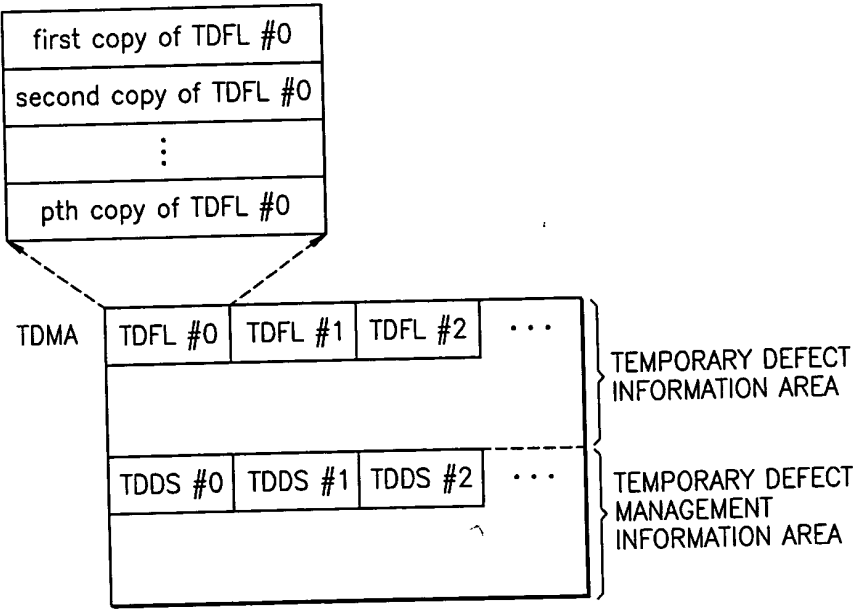 first copy of TDFL #0
second copy of TDFL #0
⋮
pth copy of TDFL #0
TDMA
TDFL #0 TDFL #1 TDFL #2 ···
TEMPORARY DEFECT
INFORMATION AREA
TDDS #0 TDDS #1 TDDS #2 ···
TEMPORARY DEFECT
MANAGEMENT
INFORMATION AREA